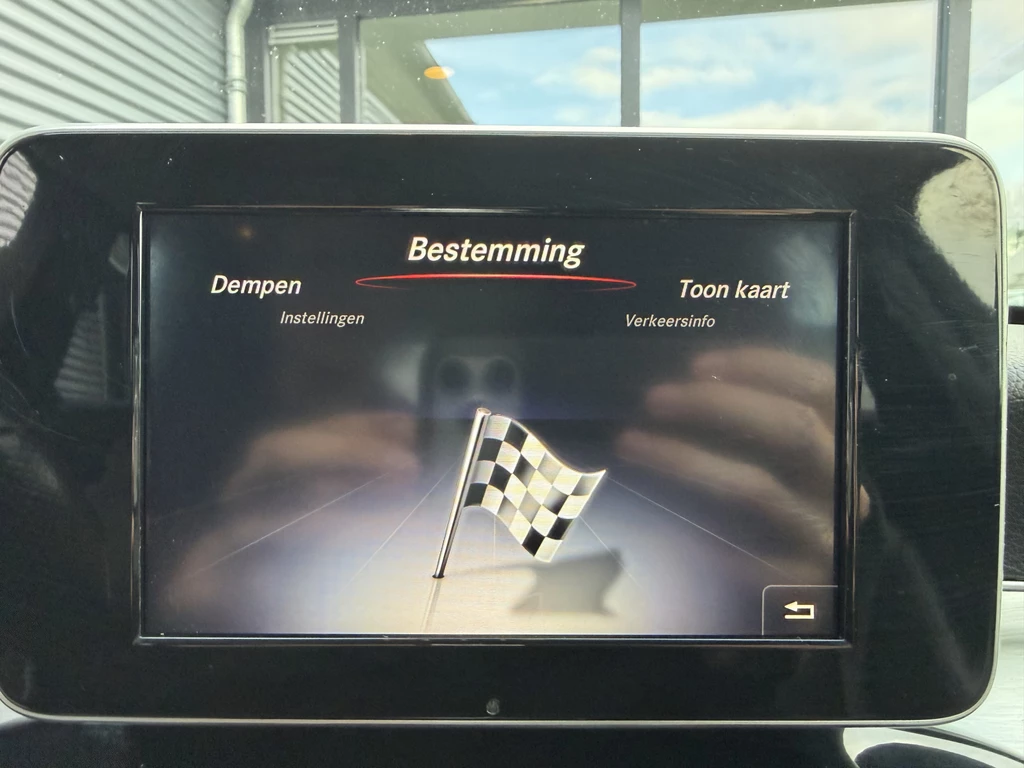 Bestemming
Dempen
Toon kaart
Instellingen
Verkeersinfo